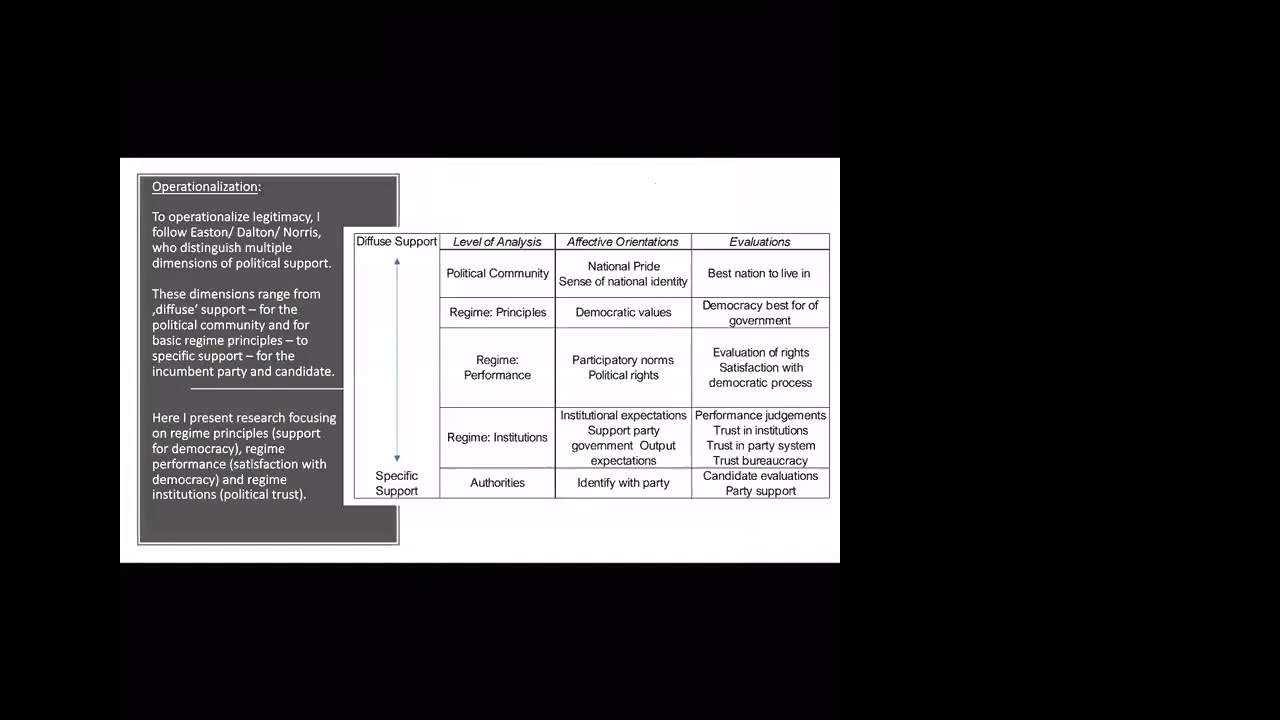 Operationalization:
To operationalize legitimacy, I
follow Easton/ Dalton/ Norris,
who distinguish multiple
dimensions of political support.
These dimensions range from
‚diffuse‘ support – for the
political community and for
basic regime principles – to
specific support – for the
incumbent party and candidate.
Here I present research focusing
on regime principles (support
for democracy), regime
performance (satisfaction with
democracy) and regime
institutions (political trust).
Diffuse Support
Level of Analysis
Affective Orientations
Evaluations
Political Community
National Pride
Sense of national identity
Best nation to live in
Regime: Principles
Democratic values
Democracy best for of
government
Regime:
Performance
Participatory norms
Political rights
Evaluation of rights
Satisfaction with
democratic process
Regime: Institutions
Institutional expectations
Support party
government Output
expectations
Performance judgements
Trust in institutions
Trust in party system
Trust bureaucracy
Specific
Support
Authorities
Identify with party
Candidate evaluations
Party support